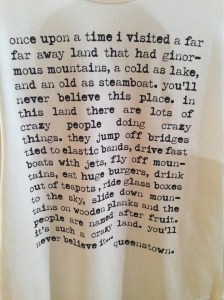 once upon a time i visited a far
far away land that had ginor-
mous mountains, a cold as lake,
and an old as steamboat. you'll
never believe this place. in
this land there are lots of
crazy people doing crazy
things. they jump off bridges
tied to elastic bands, drive fast
boats with jets, fly off moun-
tains, eat huge burgers, drink
out of teapots, ride glass boxes
to the sky, slide down moun-
tains on wooden planks and the
people are named after fruit.
it's such a crazy land. you'll
never believe it... queenstown.